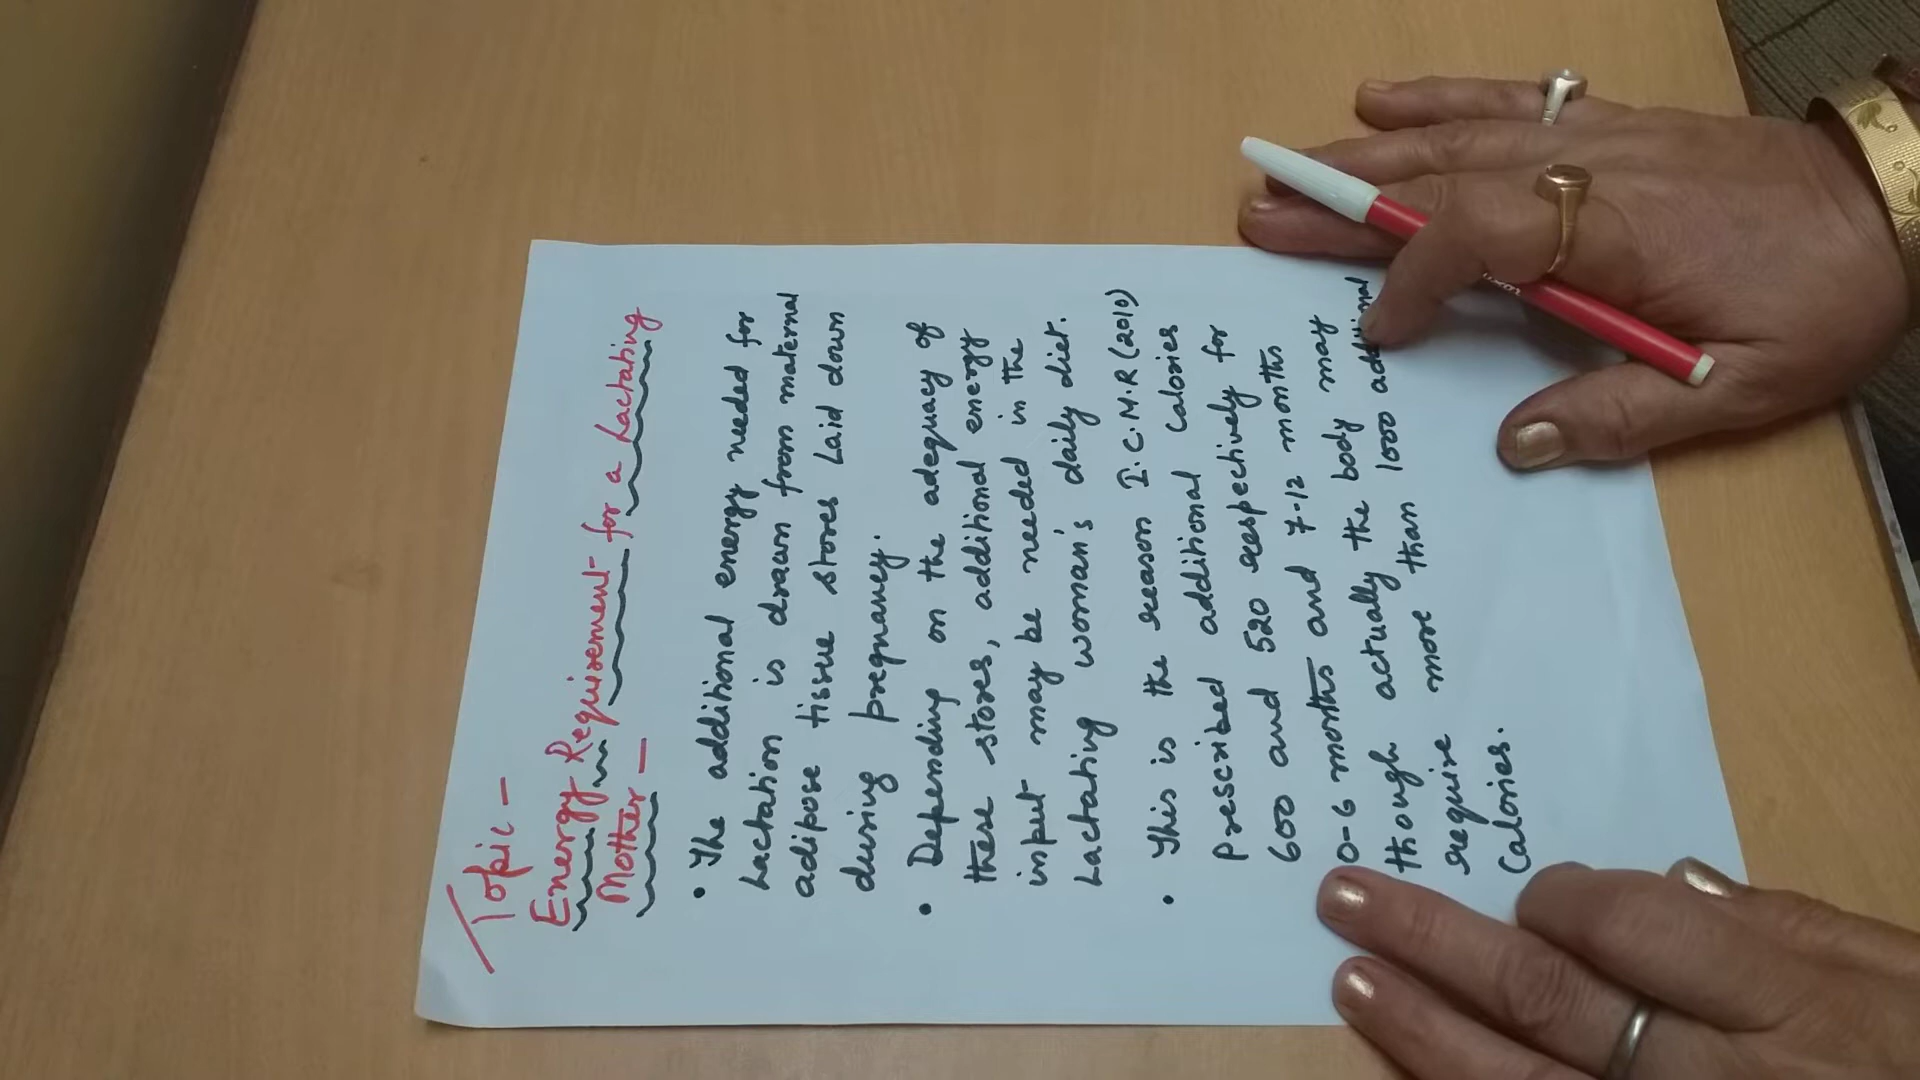 Topic -
Energy Requirement for a Lactating
Mother -
• The additional energy needed for
Lactation is drawn from maternal
adipose tissue stores Laid down
during pregnancy.
• Depending on the adequacy of
these stores, additional energy
input may be needed in the
Lactating woman's daily diet.
• This is the reason I.C.M.R (2010)
prescribed additional Calories
600 and 520 respectively for
0-6 months and 7-12 months
though actually the body may
require more than 1000 additional
Calories.